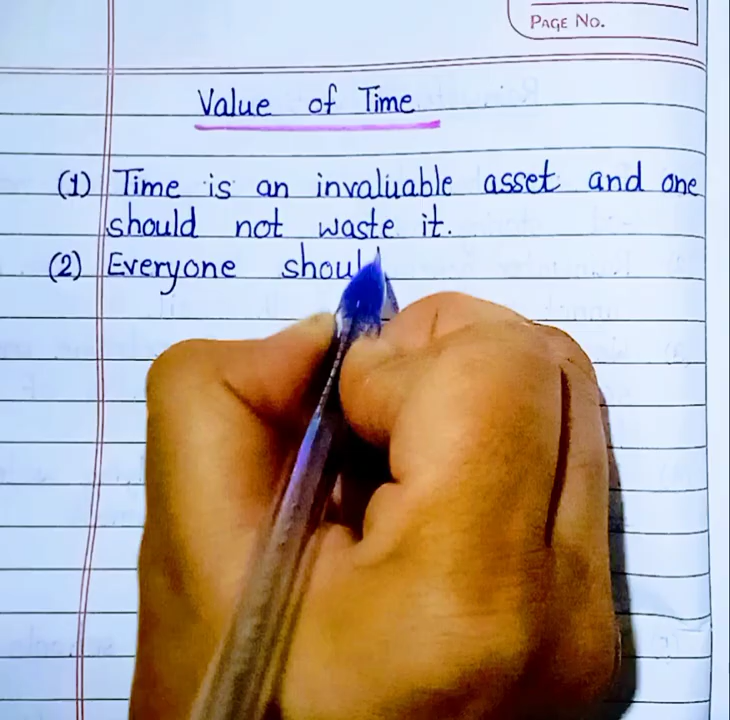 PAGE No.
Value of Time
(1) Time is an invaluable asset and one
should not waste it.
(2) Everyone